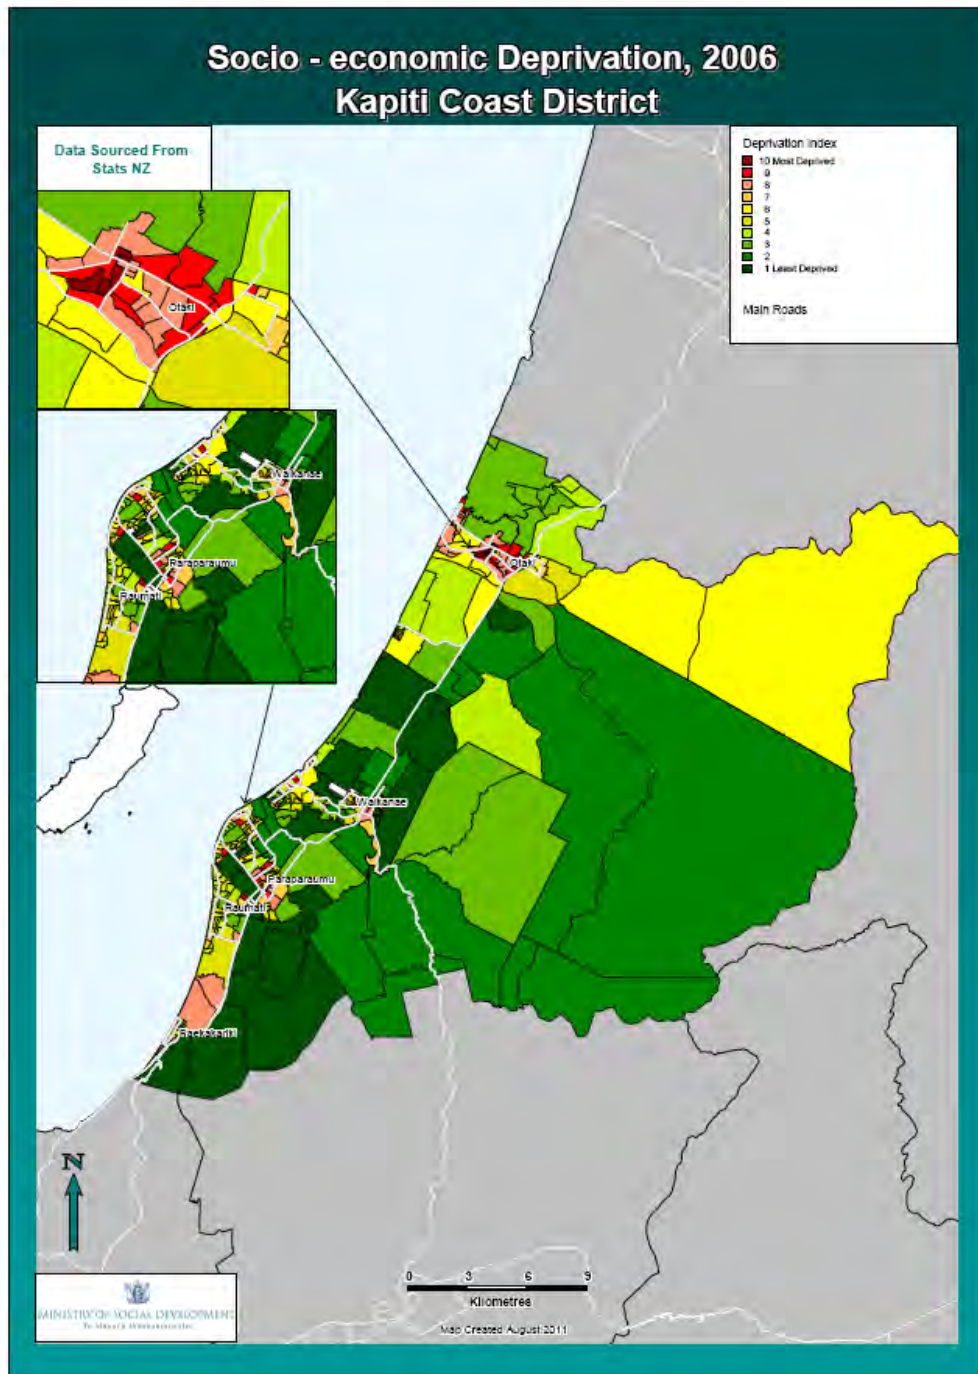 Socio - economic Deprivation, 2006
Kapiti Coast District
Data Sourced From
Stats NZ
Deprivation Index
10 Most Deprived
9
8
7
6
5
4
3
2
1 Least Deprived
Main Roads
Otaki
Waikanae
Paraparaumu
Raumati
Otaki
Waikanae
Paraparaumu
Raumati
Paekakariki
N
0 3 6 9
Kilometres
Map Created August 2011
MINISTRY OF SOCIAL DEVELOPMENT